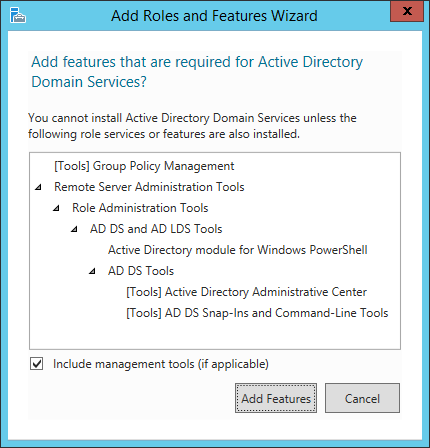 Add Roles and Features Wizard
x
Add features that are required for Active Directory
Domain Services?
You cannot install Active Directory Domain Services unless the
following role services or features are also installed.
[Tools] Group Policy Management
Remote Server Administration Tools
Role Administration Tools
AD DS and AD LDS Tools
Active Directory module for Windows PowerShell
AD DS Tools
[Tools] Active Directory Administrative Center
[Tools] AD DS Snap-Ins and Command-Line Tools
Include management tools (if applicable)
Add Features
Cancel